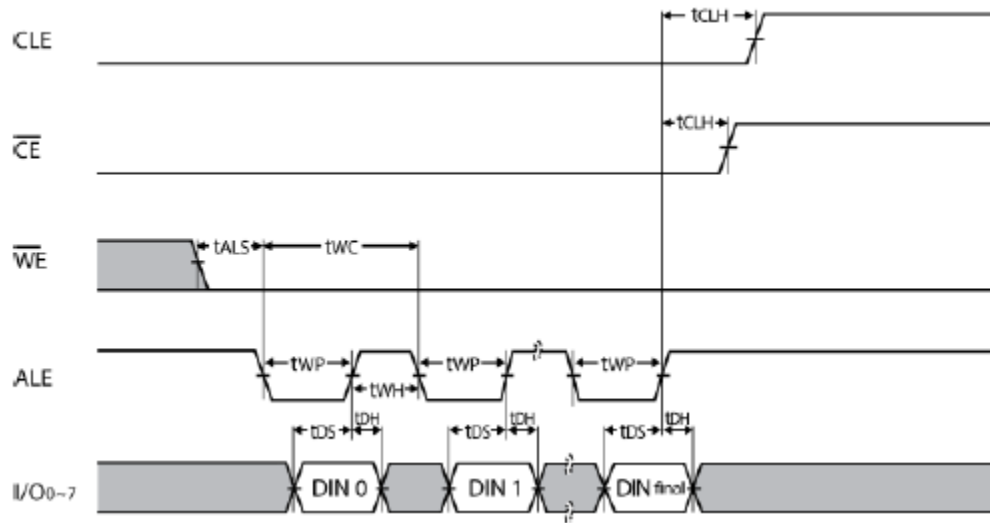 CLE tCLH
CE tCLH
WE tALS tWC
ALE tWP tWH tWP tWP
tDS tDH tDS tDH tDS tDH
I/O0~7 DIN 0 DIN 1 DIN final